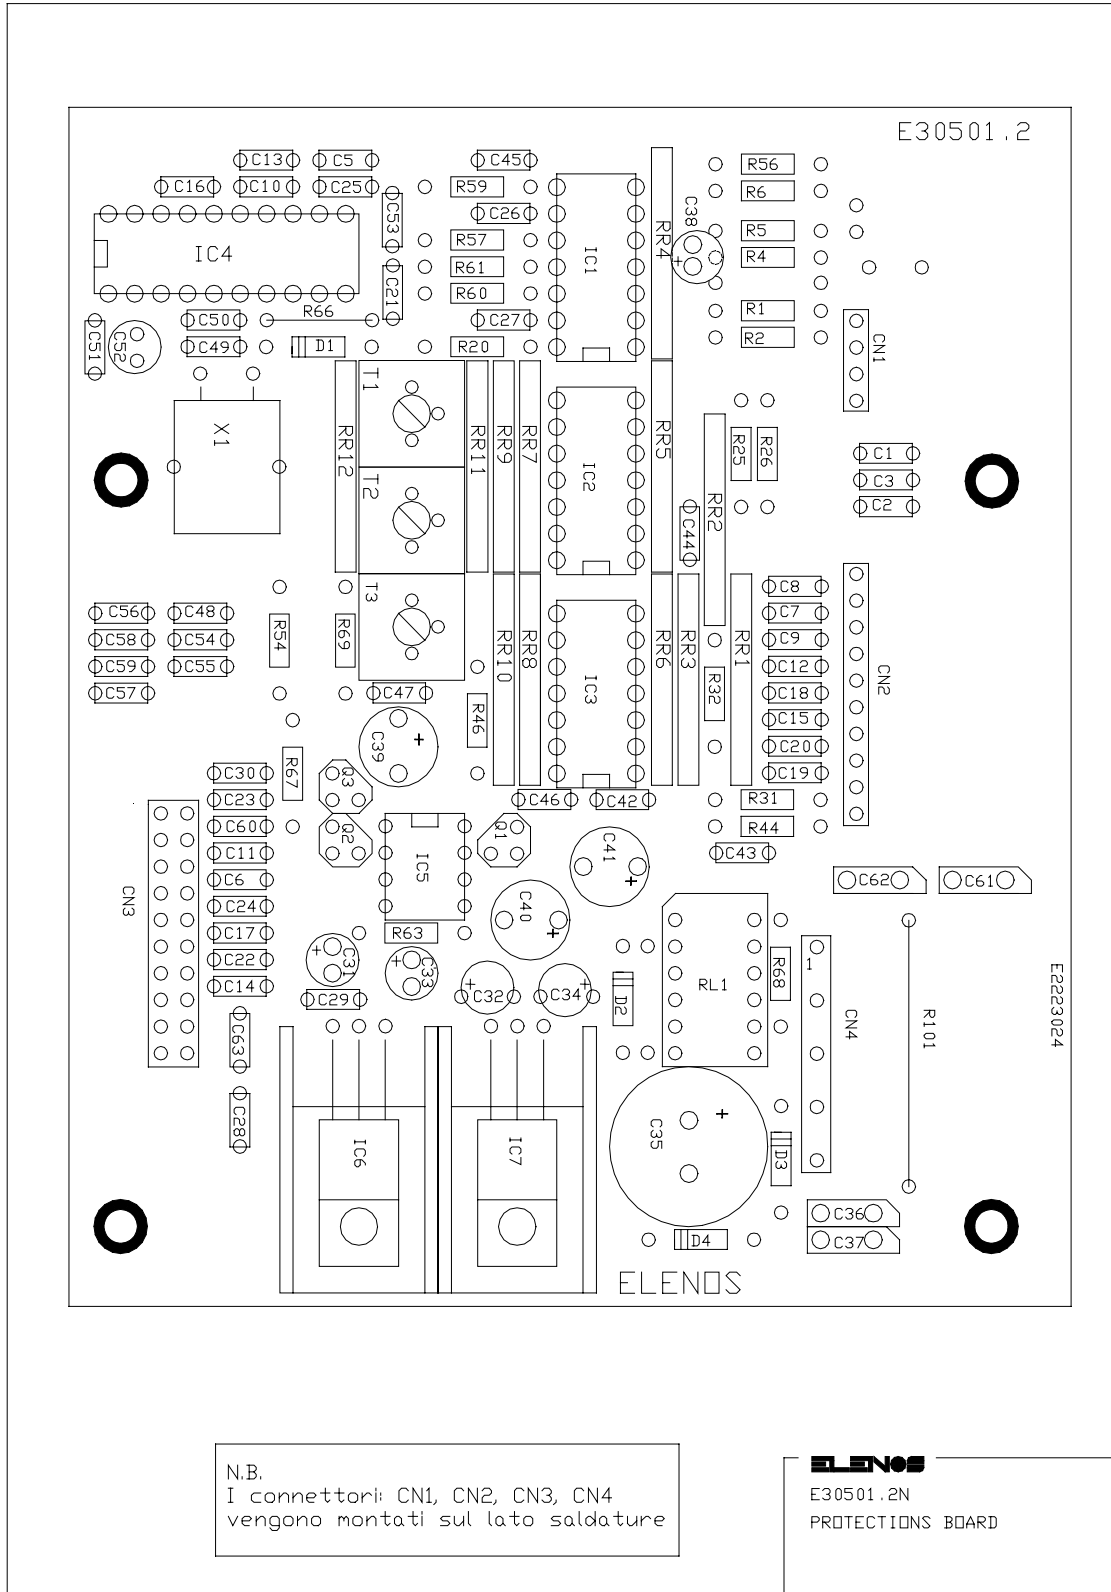 E30501.2
C13
C5
C45
R56
C16
C10
C25
R59
R6
C53
C26
C38
RR4
R57
R5
IC4
IC1
R4
R61
C21
R60
R66
R1
C50
C27
C51
C52
C49
D1
R20
R2
CN1
T1
X1
RR12
RR11
RR9
RR7
RR5
R25
R26
C1
T2
IC2
C3
RR2
C2
C44
T3
C8
C56
C48
C7
R54
R69
C58
C54
C9
RR10
RR8
RR6
RR3
RR1
C59
C55
C12
CN2
C57
C47
IC3
R32
C18
R46
C15
C39
C20
R67
C30
Q3
C19
C23
C46
C42
R31
C60
Q2
Q1
R44
C11
IC5
C41
C43
CN3
C6
C62
C61
C24
C40
C17
R63
C22
C31
C33
R68
1
C14
C29
C32
C34
D2
RL1
CN4
R101
E2223024
C63
C28
IC6
IC7
C35
+
+
+
+
+
+
+
+
+
D3
C36
D4
C37
ELENOS
N.B.
I connettori: CN1, CN2, CN3, CN4
vengono montati sul lato saldature
ELENOS
E30501.2N
PROTECTIONS BOARD